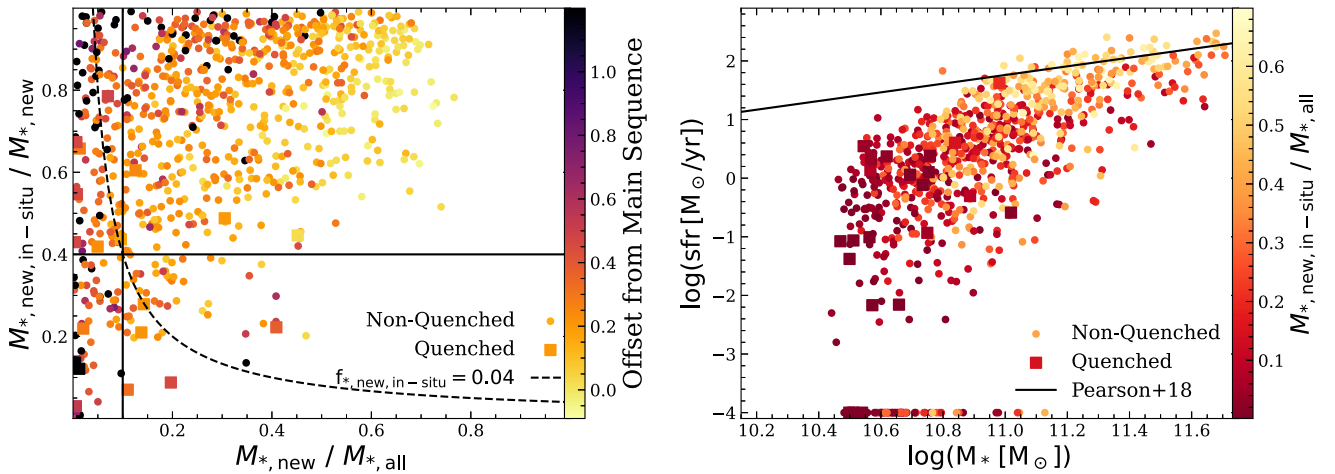 M*, new, in − situ / M*, new
0.8
0.6
0.4
0.2
0.2
0.4
0.6
0.8
M*, new / M*, all
Non-Quenched
Quenched
f*, new, in−situ = 0.04
1.0
0.8
0.6
0.4
0.2
0.0
Offset from Main Sequence
log(sfr [M⊙/yr])
2
1
0
−1
−2
−3
−4
10.2
10.4
10.6
10.8
11.0
11.2
11.4
11.6
log(M* [M⊙])
Non-Quenched
Quenched
Pearson+18
0.6
0.5
0.4
0.3
0.2
0.1
M*, new, in − situ / M*, all